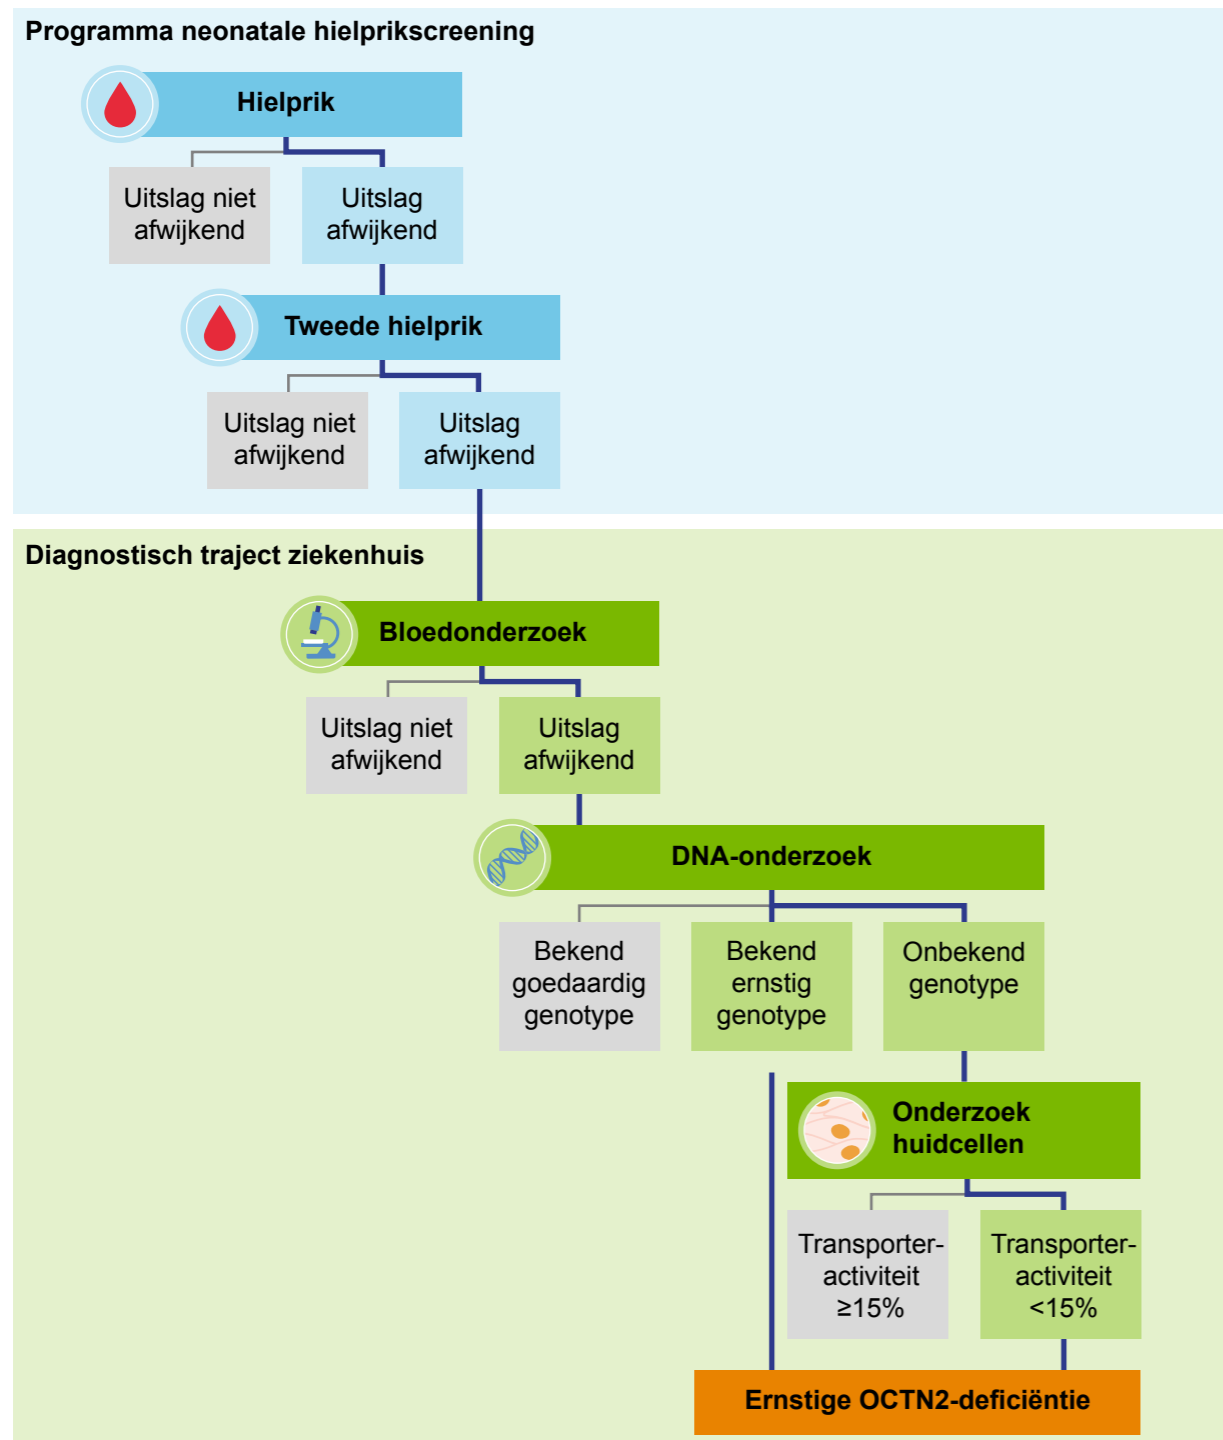 Programma neonatale hielprikscreening
Hielprik
Uitslag niet
afwijkend
Uitslag
afwijkend
Tweede hielprik
Uitslag niet
afwijkend
Uitslag
afwijkend
Diagnostisch traject ziekenhuis
Bloedonderzoek
Uitslag niet
afwijkend
Uitslag
afwijkend
DNA-onderzoek
Bekend
goedaardig
genotype
Bekend
ernstig
genotype
Onbekend
genotype
Onderzoek
huidcellen
Transporter-
activiteit
≥15%
Transporter-
activiteit
<15%
Ernstige OCTN2-deficiëntie